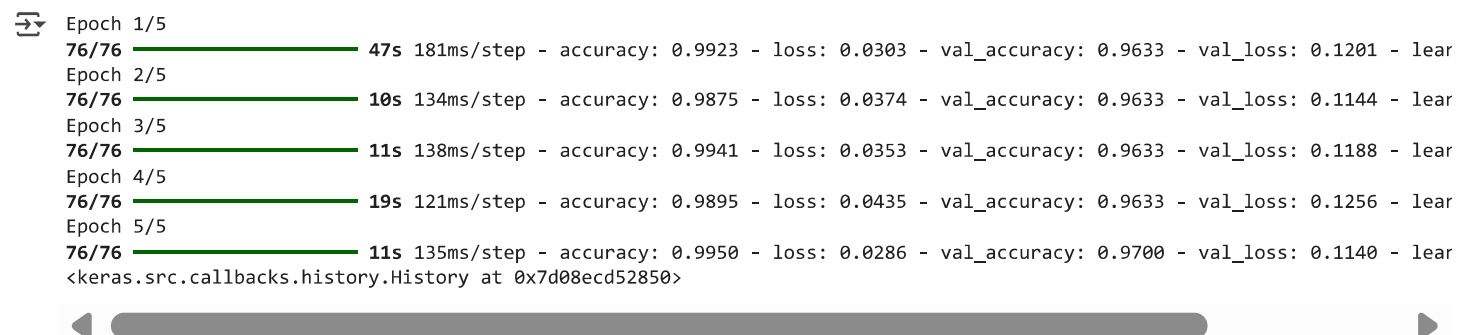 Epoch 1/5
76/76 47s 181ms/step - accuracy: 0.9923 - loss: 0.0303 - val_accuracy: 0.9633 - val_loss: 0.1201 - lear
Epoch 2/5
76/76 10s 134ms/step - accuracy: 0.9875 - loss: 0.0374 - val_accuracy: 0.9633 - val_loss: 0.1144 - lear
Epoch 3/5
76/76 11s 138ms/step - accuracy: 0.9941 - loss: 0.0353 - val_accuracy: 0.9633 - val_loss: 0.1188 - lear
Epoch 4/5
76/76 19s 121ms/step - accuracy: 0.9895 - loss: 0.0435 - val_accuracy: 0.9633 - val_loss: 0.1256 - lear
Epoch 5/5
76/76 11s 135ms/step - accuracy: 0.9950 - loss: 0.0286 - val_accuracy: 0.9700 - val_loss: 0.1140 - lear
<keras.src.callbacks.history.History at 0x7d08ecd52850>